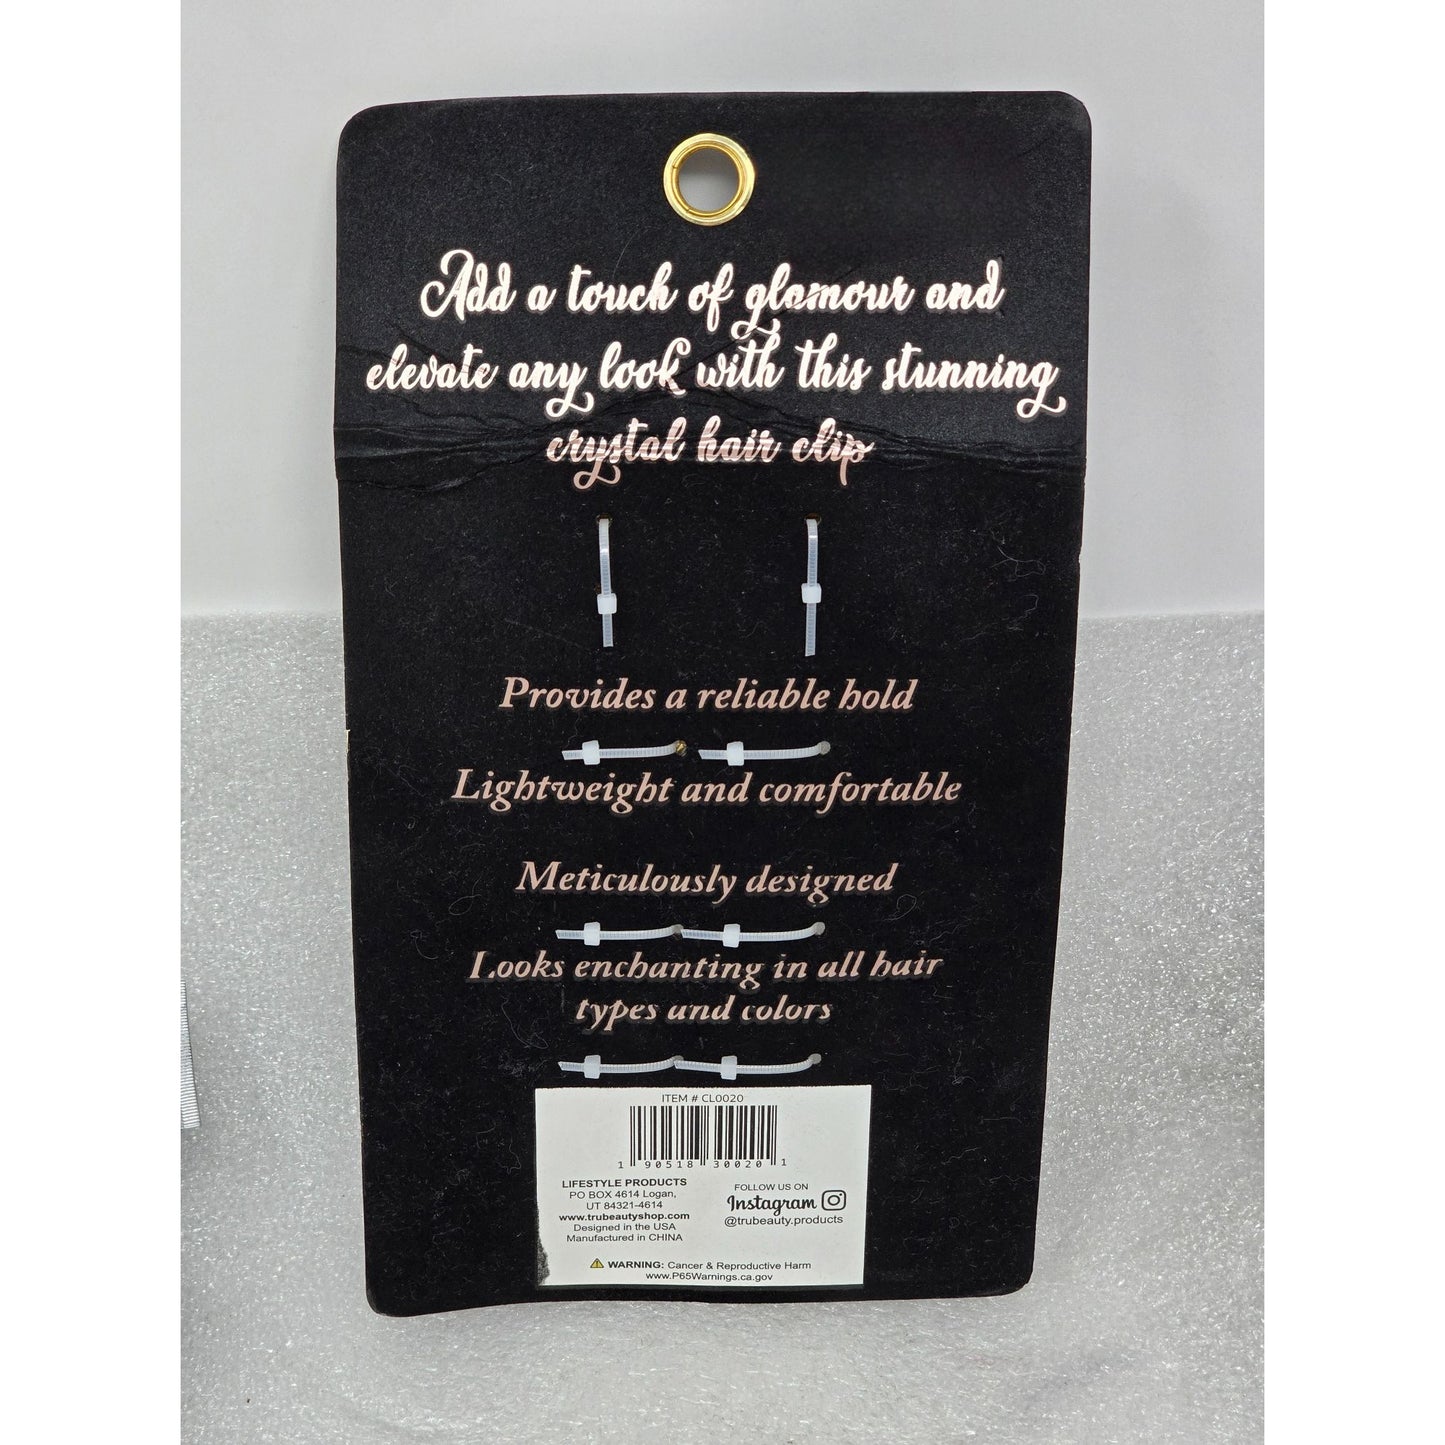 Add a touch of glamour and
elevate any look with this stunning
crystal hair clip
Provides a reliable hold
Lightweight and comfortable
Meticulously designed
Looks enchanting in all hair
types and colors
ITEM # CL0020
1 90518 30020 1
LIFESTYLE PRODUCTS
PO BOX 4614 Logan,
UT 84321-4614
www.trubeautyshop.com
Designed in the USA
Manufactured in CHINA
FOLLOW US ON
Instagram
@trubeauty.products
WARNING: Cancer & Reproductive Harm
www.P65Warnings.ca.gov